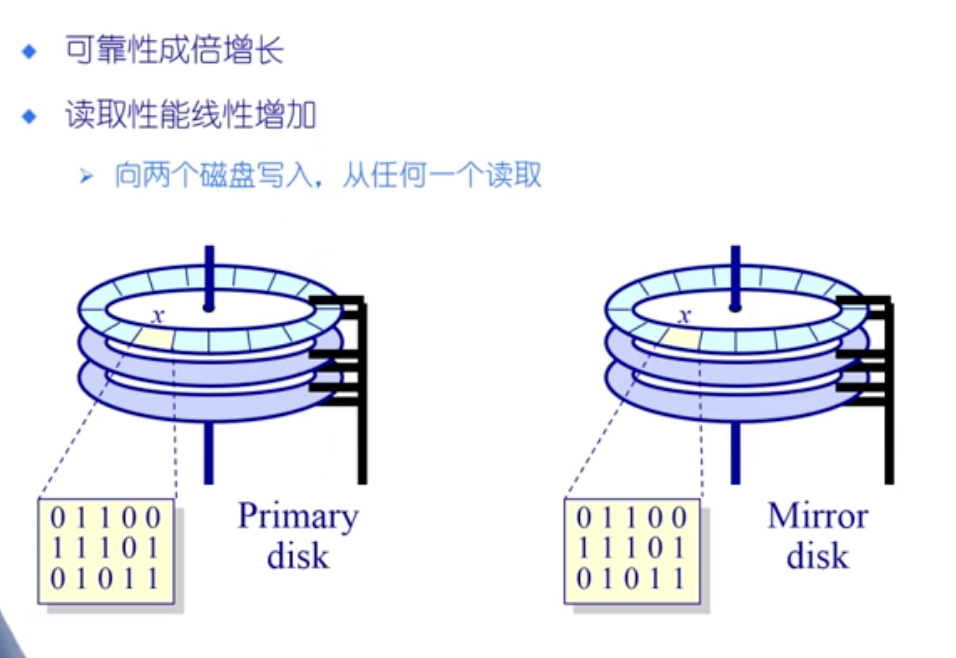 可靠性成倍增长
读取性能线性增加
向两个磁盘写入，从任何一个读取
x
x
0 1 1 0 0
1 1 1 0 1
0 1 0 1 1
Primary
disk
0 1 1 0 0
1 1 1 0 1
0 1 0 1 1
Mirror
disk